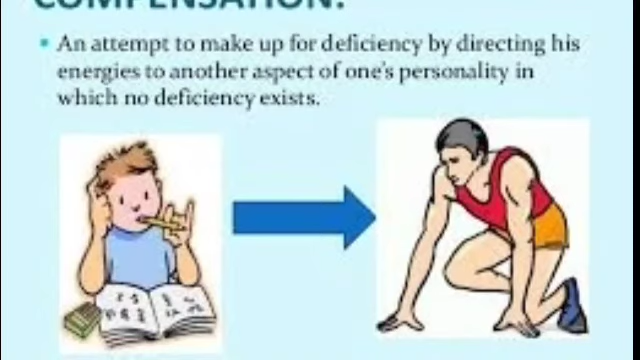 COMPENSATION:
An attempt to make up for deficiency by directing his
energies to another aspect of one's personality in
which no deficiency exists.